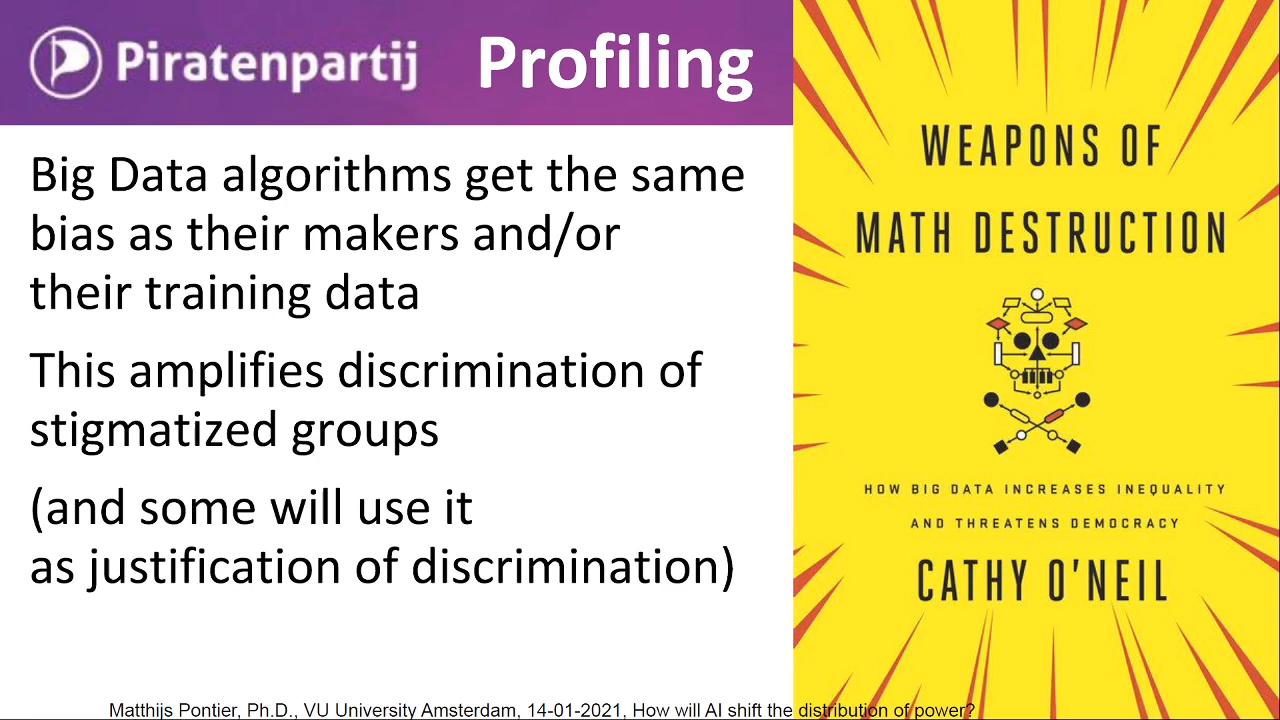 Piratenpartij
Profiling
Big Data algorithms get the same
bias as their makers and/or
their training data
This amplifies discrimination of
stigmatized groups
(and some will use it
as justification of discrimination)
WEAPONS OF
MATH DESTRUCTION
HOW BIG DATA INCREASES INEQUALITY
AND THREATENS DEMOCRACY
CATHY O'NEIL
Matthijs Pontier, Ph.D., VU University Amsterdam, 14-01-2021, How will AI shift the distribution of power?